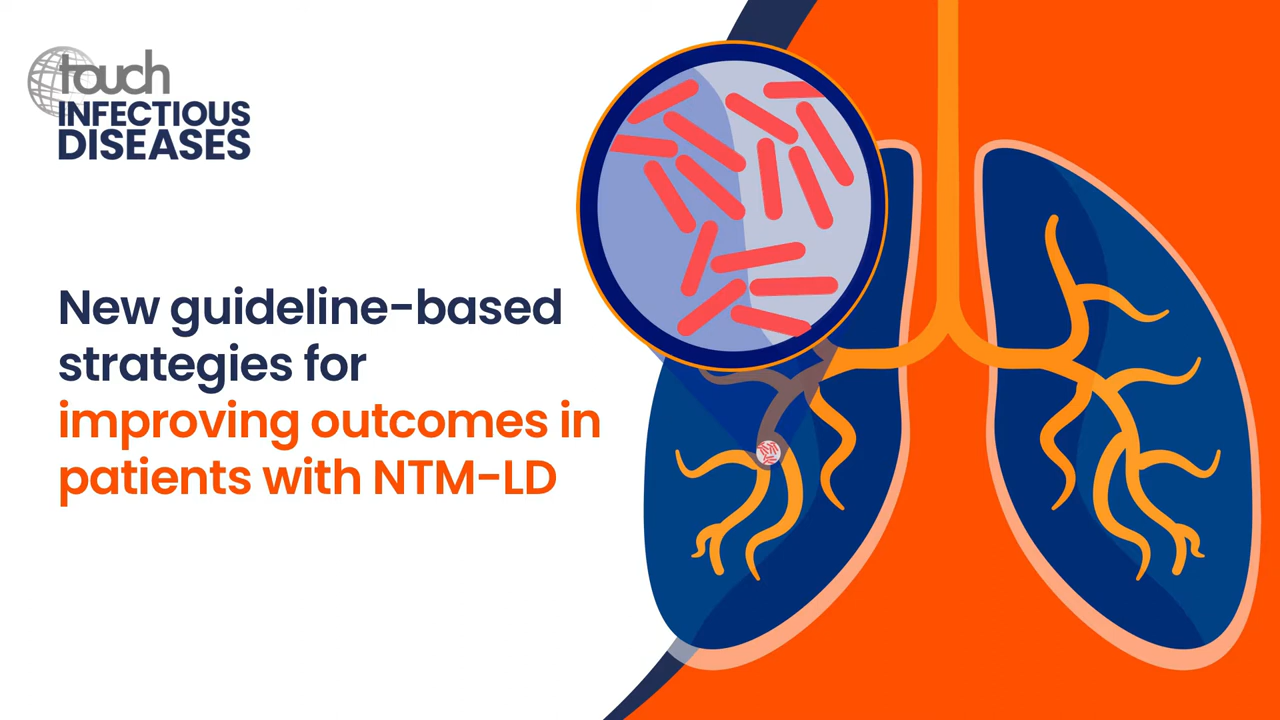 touch
INFECTIOUS
DISEASES
New guideline-based
strategies for
improving outcomes in
patients with NTM-LD